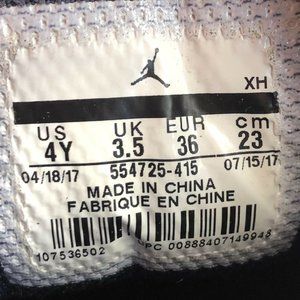 XH
US UK EUR cm
4Y 3.5 36 23
04/18/17 554725-415 07/15/17
MADE IN CHINA
FABRIQUE EN CHINE
107536502 UPC 00888407149948